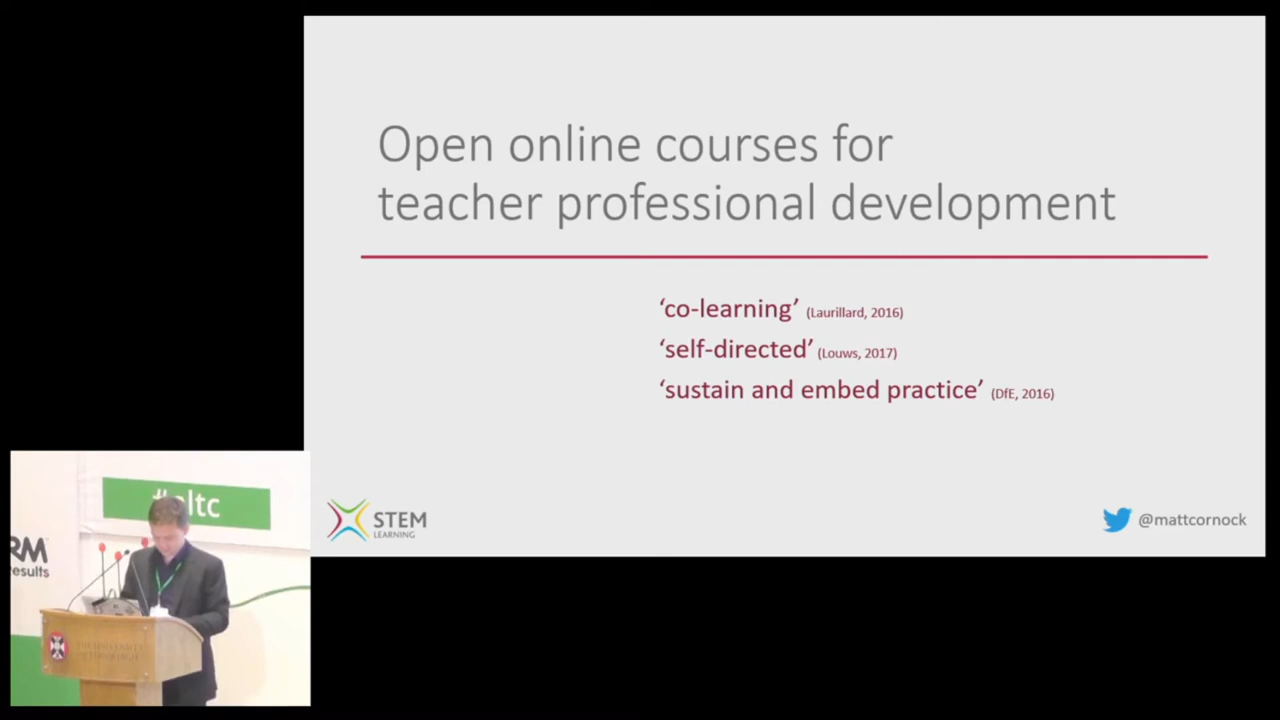 Open online courses for
teacher professional development
‘co-learning’ (Laurillard, 2016)
‘self-directed’ (Louws, 2017)
‘sustain and embed practice’ (DfE, 2016)
STEM
LEARNING
@mattcornock
ltc
RM
results